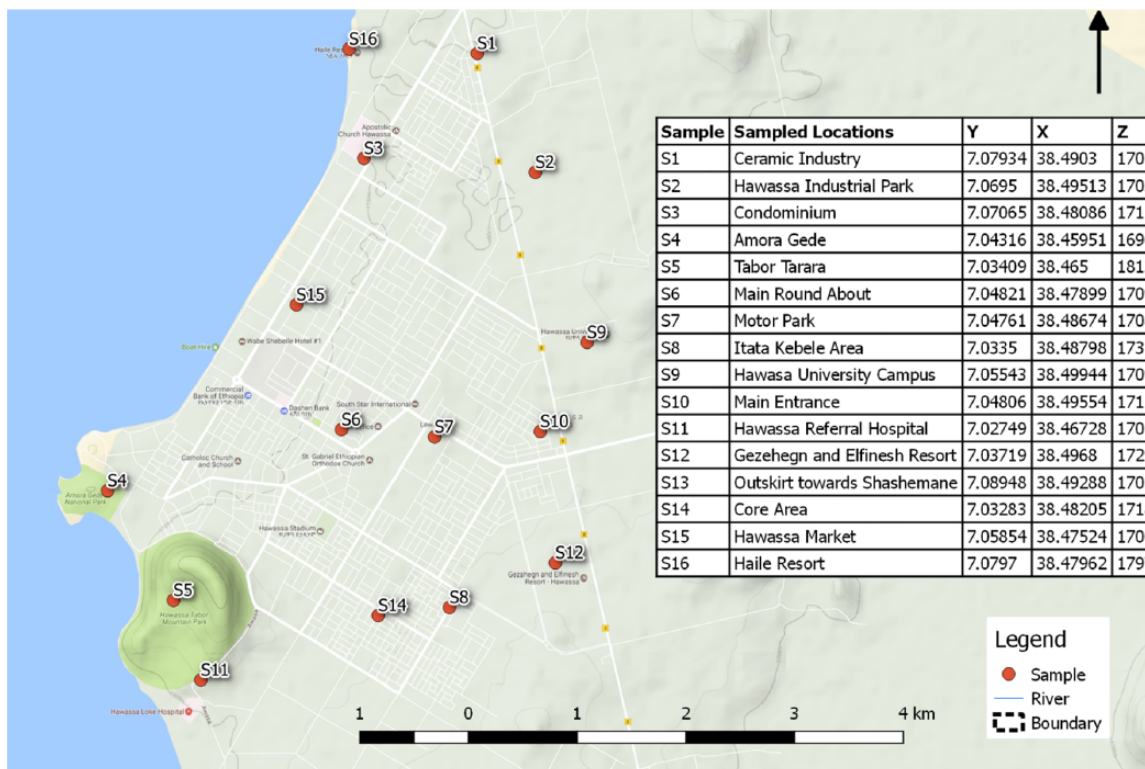 S16
S1
Apostolic
Church Hawassa
S3
S2
Sample Sampled Locations Y X Z
S1 Ceramic Industry 7.07934 38.4903 170
S2 Hawassa Industrial Park 7.0695 38.49513 170
S3 Condominium 7.07065 38.48086 171
S4 Amora Gede 7.04316 38.45951 169
S5 Tabor Tarara 7.03409 38.465 181
S6 Main Round About 7.04821 38.47899 170
S7 Motor Park 7.04761 38.48674 170
S8 Itata Kebele Area 7.0335 38.48798 173
S9 Hawasa University Campus 7.05543 38.49944 170
S10 Main Entrance 7.04806 38.49554 171
S11 Hawassa Referral Hospital 7.02749 38.46728 170
S12 Gezehegn and Elfinesh Resort 7.03719 38.4968 172
S13 Outskirt towards Shashemane 7.08948 38.49288 170
S14 Core Area 7.03283 38.48205 171
S15 Hawassa Market 7.05854 38.47524 170
S16 Haile Resort 7.0797 38.47962 179
S15
Hawassa
S9
Wabe Shebelle Hotel #1
Boat Hire
Commercial
Bank of Ethiopia
Dashen Bank
South Star International
S6
S7
S10
St. Gabriel Ethiopian
Orthodox Church
Catholic Church
and School
S4
Amora Gedel
National Park
Hawassa Stadium
S12
Gezahegn and Elfinesh
Resort - Hawassa
S5
Hawassa Tabor
Mountain Park
S14
S8
S11
Hawassa Loke Hospital
Legend
Sample
River
Boundary
1 0 1 2 3 4 km